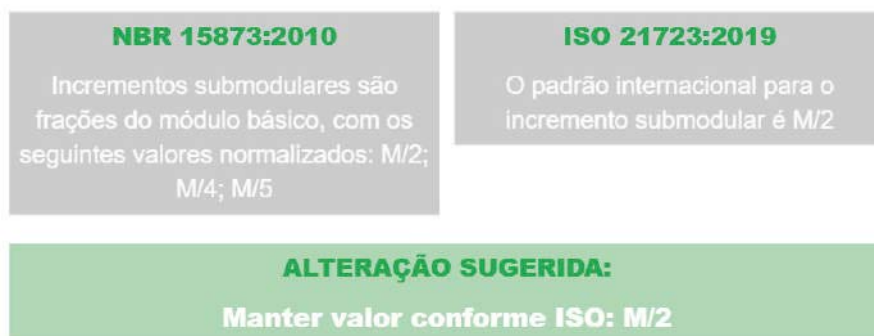 NBR 15873:2010
Incrementos submodulares são
frações do módulo básico, com os
seguintes valores normalizados: M/2;
M/4; M/5
ISO 21723:2019
O padrão internacional para o
incremento submodular é M/2
ALTERAÇÃO SUGERIDA:
Manter valor conforme ISO: M/2